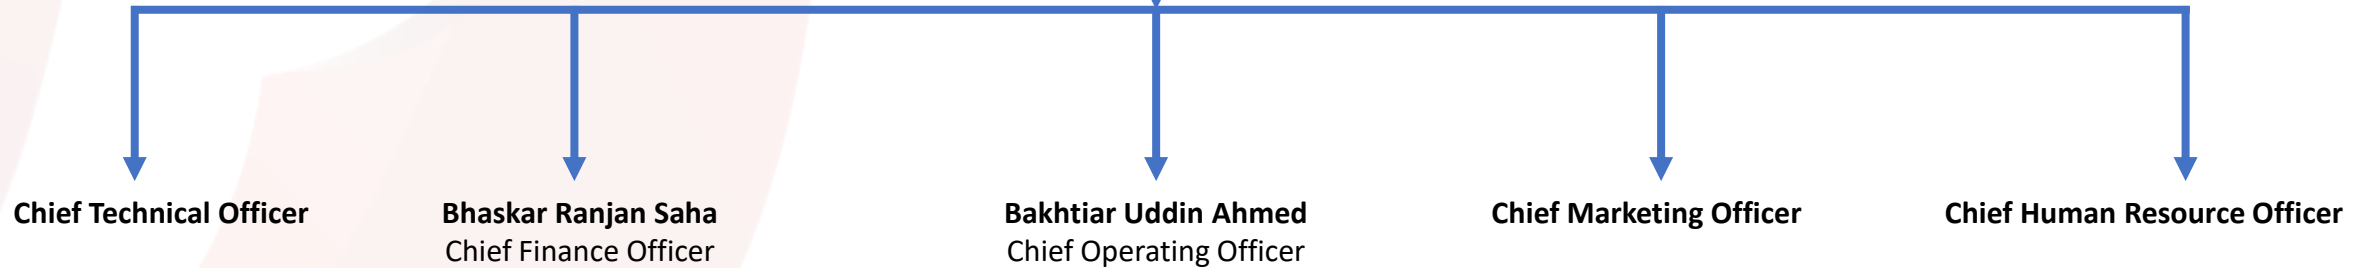 Chief Technical Officer
Bhaskar Ranjan Saha
Chief Finance Officer
Bakhtiar Uddin Ahmed
Chief Operating Officer
Chief Marketing Officer
Chief Human Resource Officer